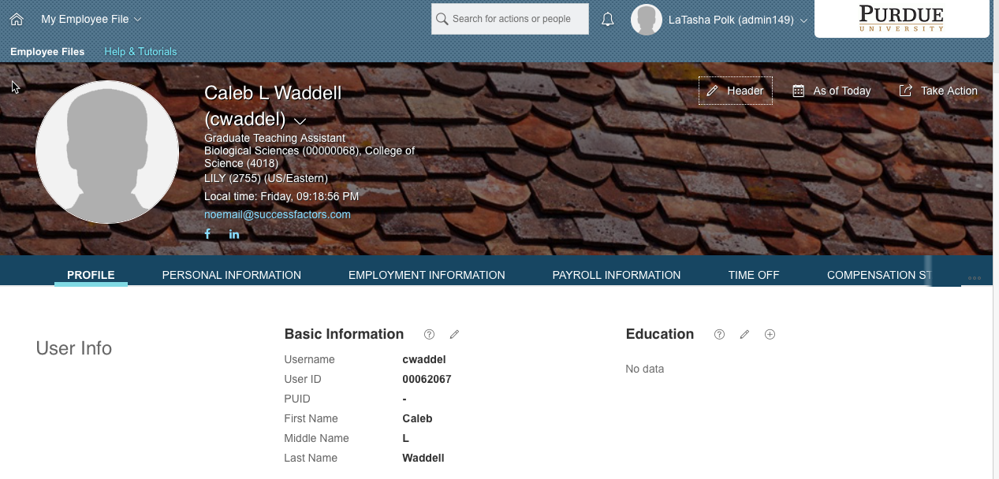 My Employee File
Search for actions or people
LaTasha Polk (admin149)
PURDUE
UNIVERSITY
Employee Files
Help & Tutorials
Caleb L Waddell
(cwaddel)
Header
As of Today
Take Action
Graduate Teaching Assistant
Biological Sciences (00000068), College of
Science (4018)
LILY (2755) (US/Eastern)
Local time: Friday, 09:18:56 PM
noemail@successfactors.com
f in
PROFILE
PERSONAL INFORMATION
EMPLOYMENT INFORMATION
PAYROLL INFORMATION
TIME OFF
COMPENSATION ST
User Info
Basic Information
Username cwaddel
User ID 00062067
PUID -
First Name Caleb
Middle Name L
Last Name Waddell
Education
No data